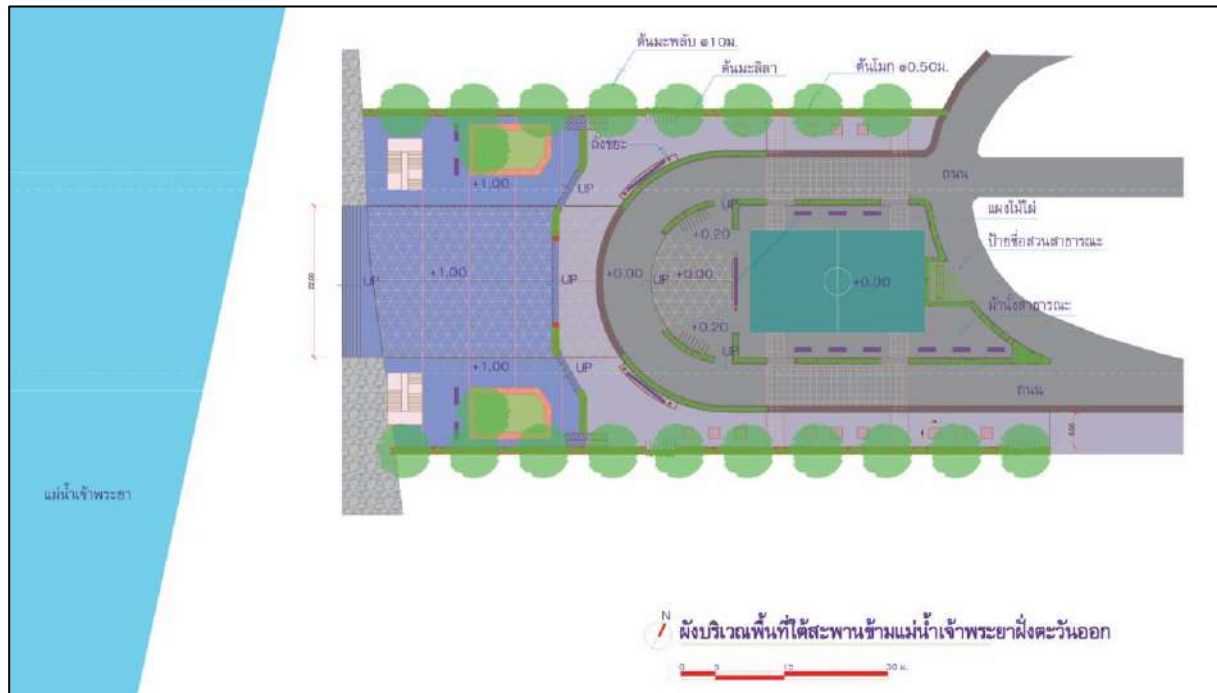 ต้นมะพลับ ⌀10ม.
ต้นมะลิลา
ต้นโมก ⌀0.50ม.
ถังขยะ
+1.00
UP
UP
ถนน
แผงไม้ไผ่
+0.20
ป้ายชื่อสวนสาธารณะ
22.00
UP
+1.00
UP
+0.00
UP
+0.00
+0.00
ม้านั่งสาธารณะ
+0.20
UP
+1.00
UP
ถนน
แม่น้ำเจ้าพระยา
N
ผังบริเวณพื้นที่ใต้สะพานข้ามแม่น้ำเจ้าพระยาฝั่งตะวันออก
0 5 15 30 ม.